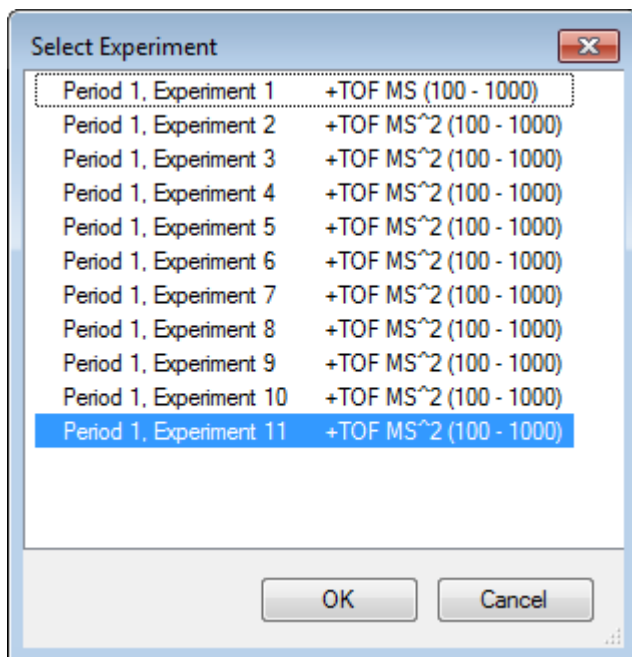 Select Experiment
Period 1, Experiment 1 +TOF MS (100 - 1000)
Period 1, Experiment 2 +TOF MS^2 (100 - 1000)
Period 1, Experiment 3 +TOF MS^2 (100 - 1000)
Period 1, Experiment 4 +TOF MS^2 (100 - 1000)
Period 1, Experiment 5 +TOF MS^2 (100 - 1000)
Period 1, Experiment 6 +TOF MS^2 (100 - 1000)
Period 1, Experiment 7 +TOF MS^2 (100 - 1000)
Period 1, Experiment 8 +TOF MS^2 (100 - 1000)
Period 1, Experiment 9 +TOF MS^2 (100 - 1000)
Period 1, Experiment 10 +TOF MS^2 (100 - 1000)
Period 1, Experiment 11 +TOF MS^2 (100 - 1000)
OK Cancel